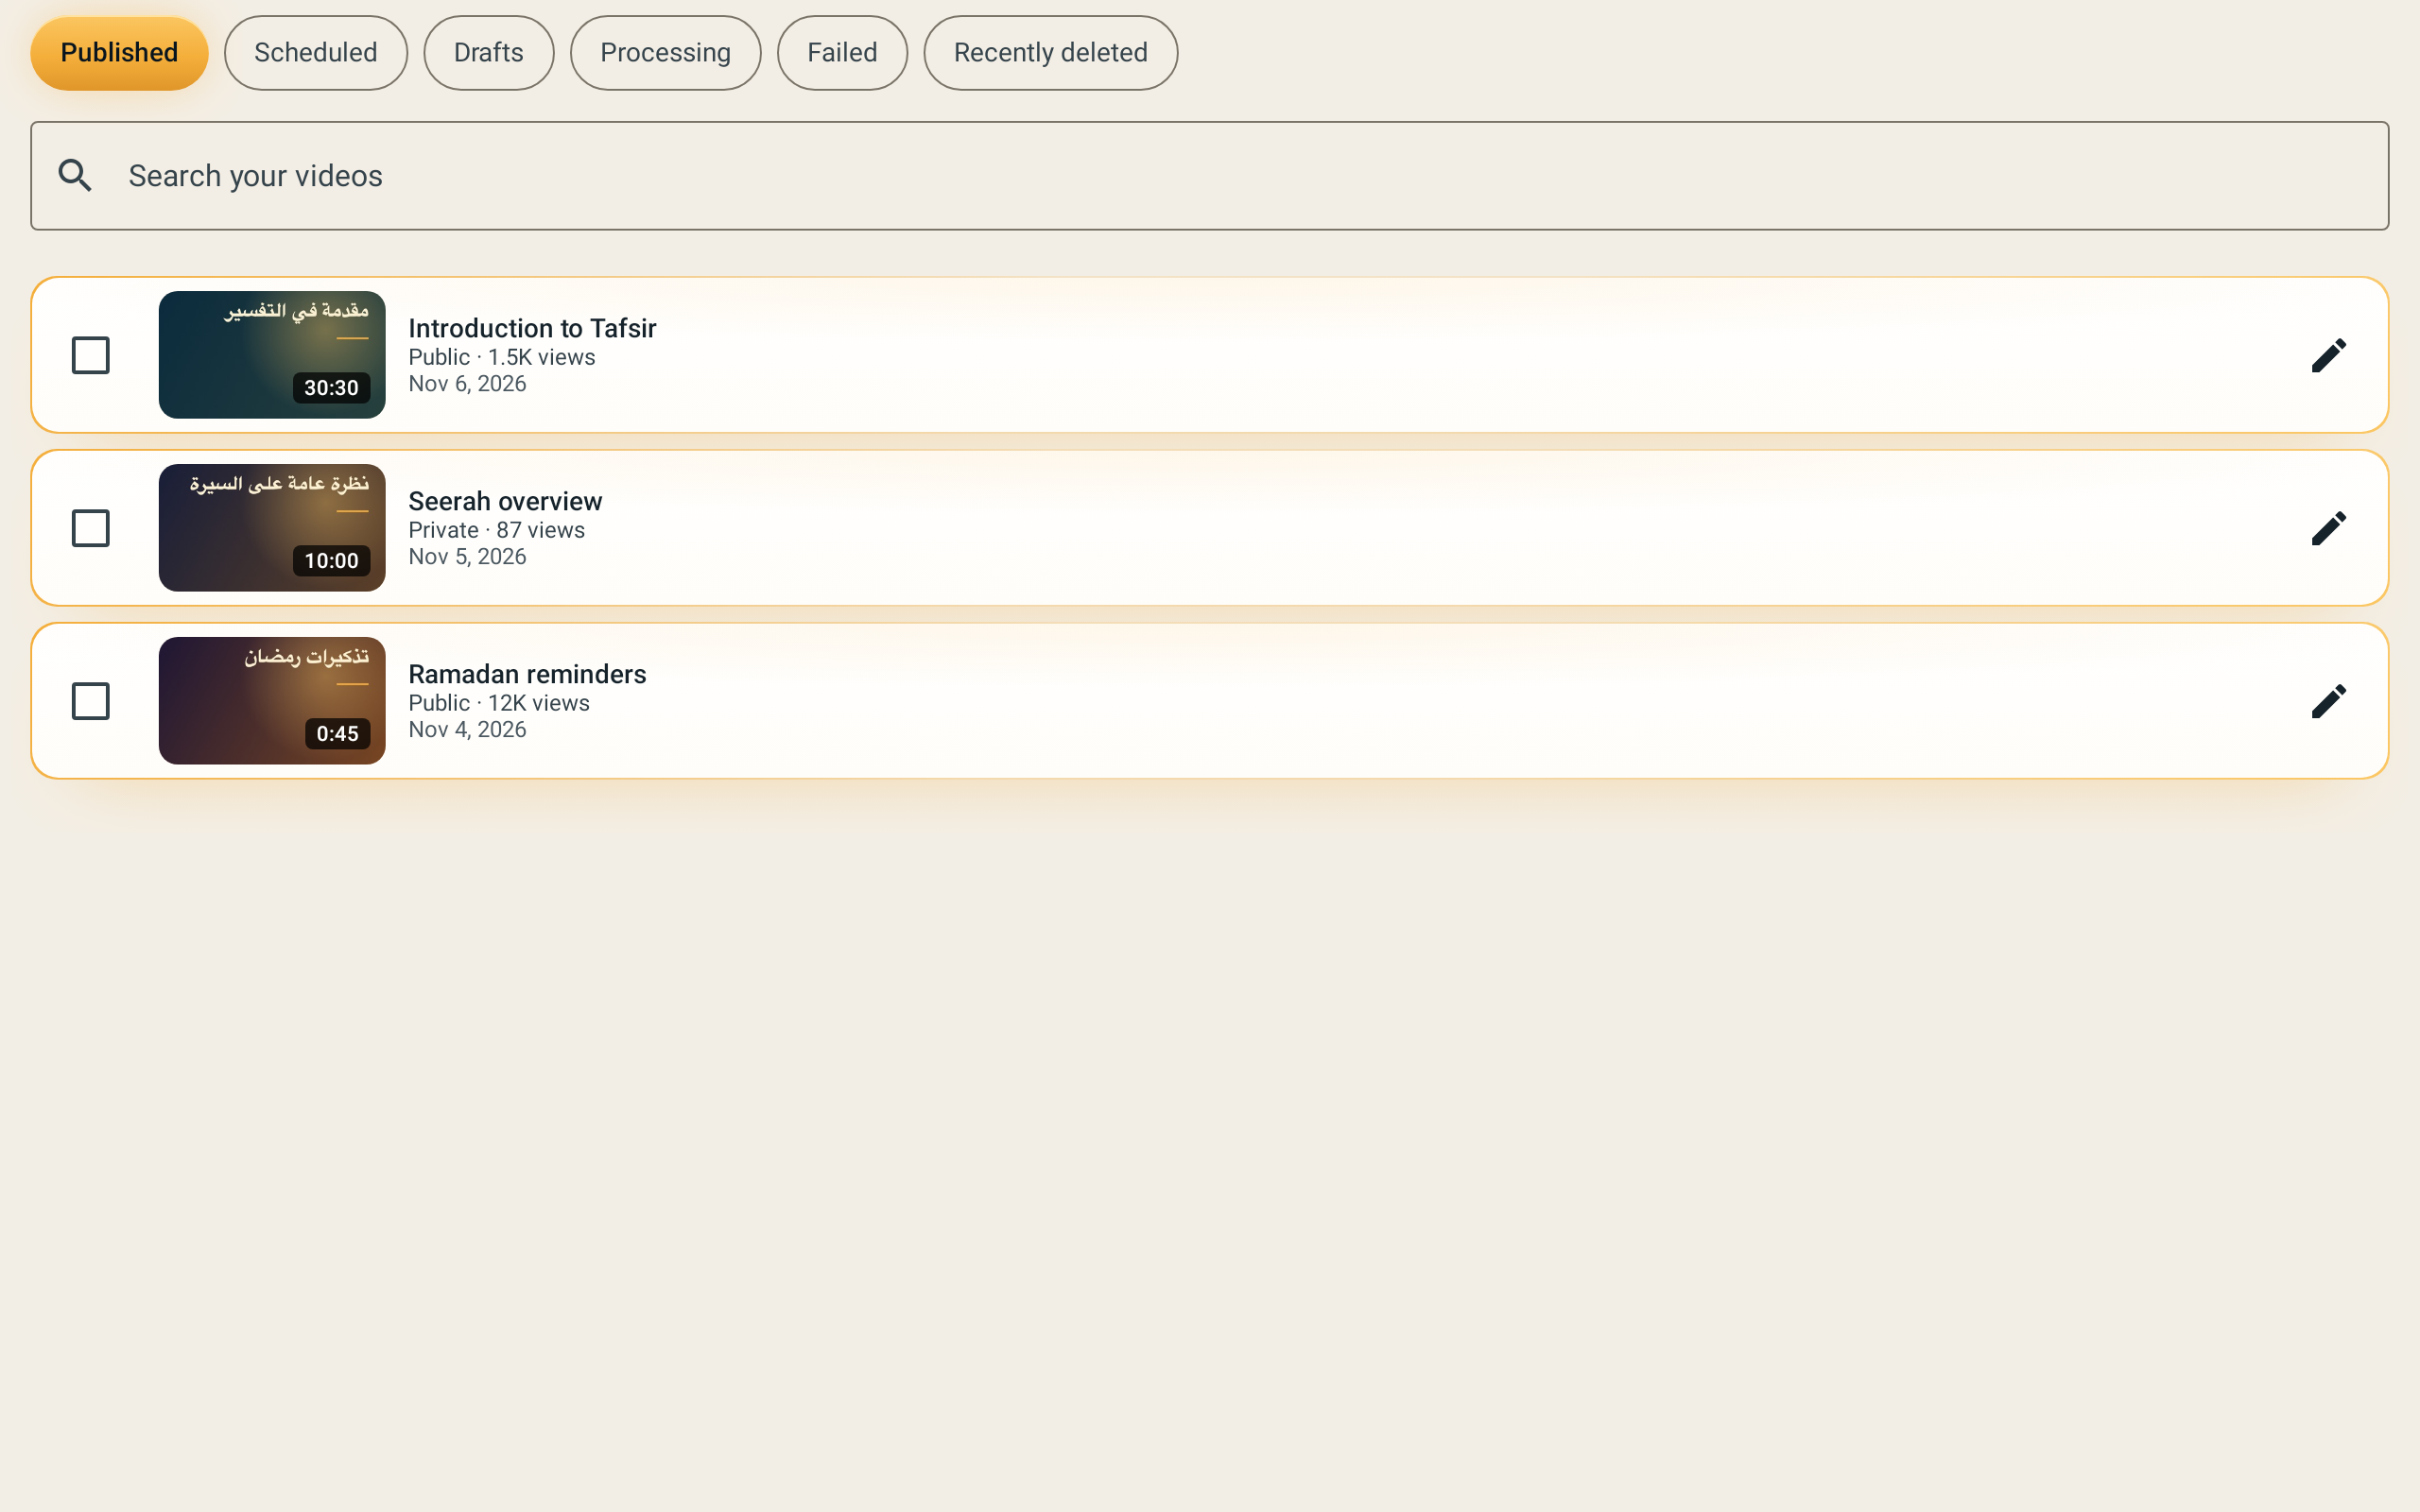 Published
Scheduled
Drafts
Processing
Failed
Recently deleted
Search your videos
مقدمة في التفسير
30:30
Introduction to Tafsir
Public · 1.5K views
Nov 6, 2026
نظرة عامة على السيرة
10:00
Seerah overview
Private · 87 views
Nov 5, 2026
تذكيرات رمضان
0:45
Ramadan reminders
Public · 12K views
Nov 4, 2026